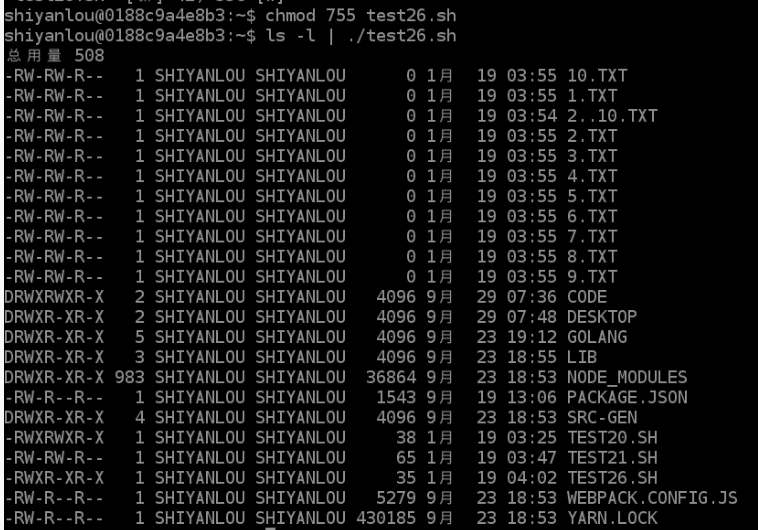 shiyanlou@0188c9a4e8b3:~$ chmod 755 test26.sh
shiyanlou@0188c9a4e8b3:~$ ls -l | ./test26.sh
总用量 508
-RW-RW-R-- 1 SHIYANLOU SHIYANLOU 0 1月 19 03:55 10.TXT
-RW-RW-R-- 1 SHIYANLOU SHIYANLOU 0 1月 19 03:55 1.TXT
-RW-RW-R-- 1 SHIYANLOU SHIYANLOU 0 1月 19 03:54 2..10.TXT
-RW-RW-R-- 1 SHIYANLOU SHIYANLOU 0 1月 19 03:55 2.TXT
-RW-RW-R-- 1 SHIYANLOU SHIYANLOU 0 1月 19 03:55 3.TXT
-RW-RW-R-- 1 SHIYANLOU SHIYANLOU 0 1月 19 03:55 4.TXT
-RW-RW-R-- 1 SHIYANLOU SHIYANLOU 0 1月 19 03:55 5.TXT
-RW-RW-R-- 1 SHIYANLOU SHIYANLOU 0 1月 19 03:55 6.TXT
-RW-RW-R-- 1 SHIYANLOU SHIYANLOU 0 1月 19 03:55 7.TXT
-RW-RW-R-- 1 SHIYANLOU SHIYANLOU 0 1月 19 03:55 8.TXT
-RW-RW-R-- 1 SHIYANLOU SHIYANLOU 0 1月 19 03:55 9.TXT
DRWXRWXR-X 2 SHIYANLOU SHIYANLOU 4096 9月 29 07:36 CODE
DRWXR-XR-X 2 SHIYANLOU SHIYANLOU 4096 9月 29 07:48 DESKTOP
DRWXR-XR-X 5 SHIYANLOU SHIYANLOU 4096 9月 23 19:12 GOLANG
DRWXR-XR-X 3 SHIYANLOU SHIYANLOU 4096 9月 23 18:55 LIB
DRWXR-XR-X 983 SHIYANLOU SHIYANLOU 36864 9月 23 18:53 NODE_MODULES
-RW-R--R-- 1 SHIYANLOU SHIYANLOU 1543 9月 19 13:06 PACKAGE.JSON
DRWXR-XR-X 4 SHIYANLOU SHIYANLOU 4096 9月 23 18:53 SRC-GEN
-RWXRWXR-X 1 SHIYANLOU SHIYANLOU 38 1月 19 03:25 TEST20.SH
-RW-RW-R-- 1 SHIYANLOU SHIYANLOU 65 1月 19 03:47 TEST21.SH
-RWXR-XR-X 1 SHIYANLOU SHIYANLOU 35 1月 19 04:02 TEST26.SH
-RW-R--R-- 1 SHIYANLOU SHIYANLOU 5279 9月 23 18:53 WEBPACK.CONFIG.JS
-RW-R--R-- 1 SHIYANLOU SHIYANLOU 430185 9月 23 18:53 YARN.LOCK